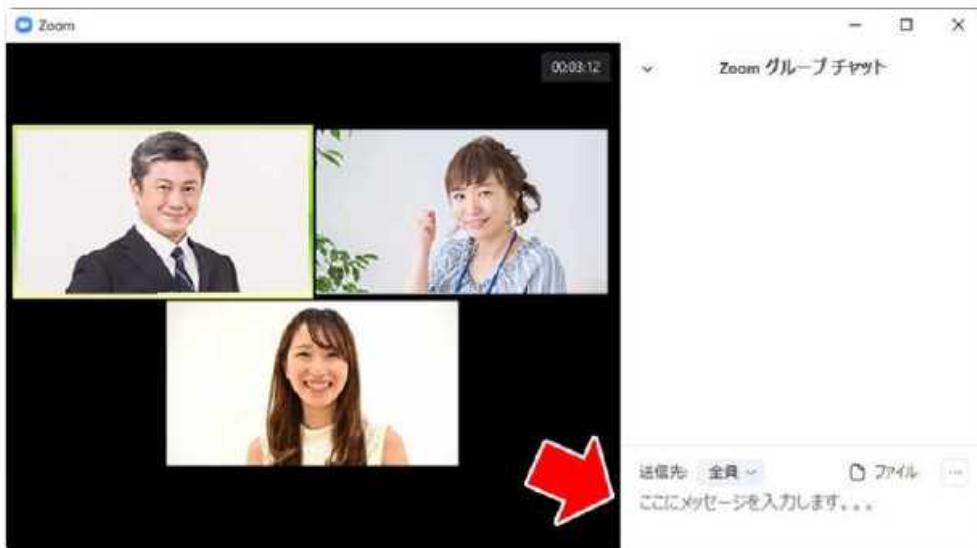 Zoom
00:03:12
Zoom グループ チャット
送信先: 全員
ファイル
ここにメッセージを入力します。。。